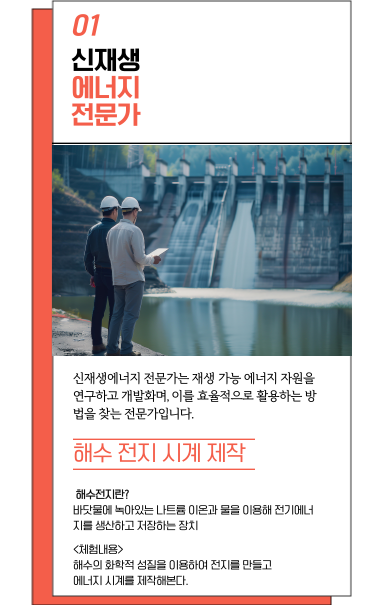 01
신재생
에너지
전문가
신재생에너지 전문가는 재생 가능 에너지 자원을
연구하고 개발화며, 이를 효율적으로 활용하는 방
법을 찾는 전문가입니다.
해수 전지 시계 제작
해수전지란?
바닷물에 녹아있는 나트륨 이온과 물을 이용해 전기에너
지를 생산하고 저장하는 장치
<체험내용>
해수의 화학적 성질을 이용하여 전지를 만들고
에너지 시계를 제작해본다.